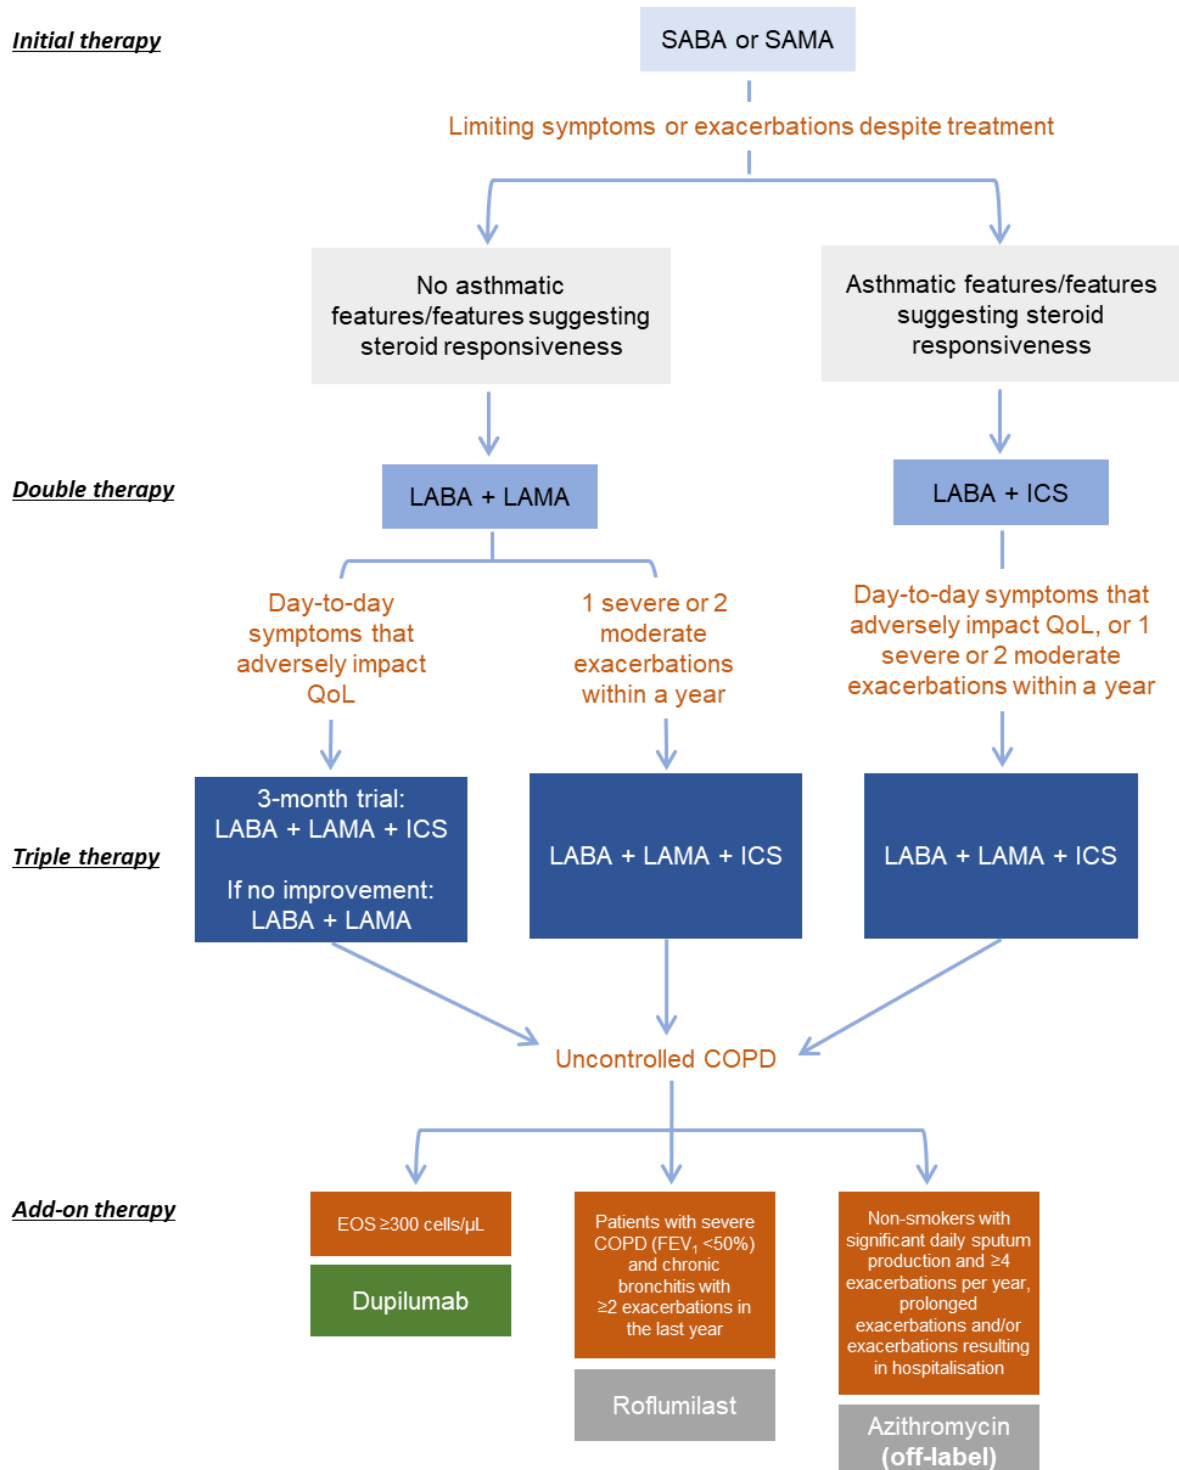 Initial therapy
SABA or SAMA
Limiting symptoms or exacerbations despite treatment
No asthmatic
features/features suggesting
steroid responsiveness
Asthmatic features/features
suggesting steroid
responsiveness
Double therapy
LABA + LAMA
LABA + ICS
Day-to-day
symptoms that
adversely impact
QoL
1 severe or 2
moderate
exacerbations
within a year
Day-to-day symptoms that
adversely impact QoL, or 1
severe or 2 moderate
exacerbations within a year
Triple therapy
3-month trial:
LABA + LAMA + ICS
If no improvement:
LABA + LAMA
LABA + LAMA + ICS
LABA + LAMA + ICS
Uncontrolled COPD
Add-on therapy
EOS ≥300 cells/µL
Dupilumab
Patients with severe
COPD (FEV₁ <50%)
and chronic
bronchitis with
≥2 exacerbations in
the last year
Roflumilast
Non-smokers with
significant daily sputum
production and ≥4
exacerbations per year,
prolonged
exacerbations and/or
exacerbations resulting
in hospitalisation
Azithromycin
(off-label)